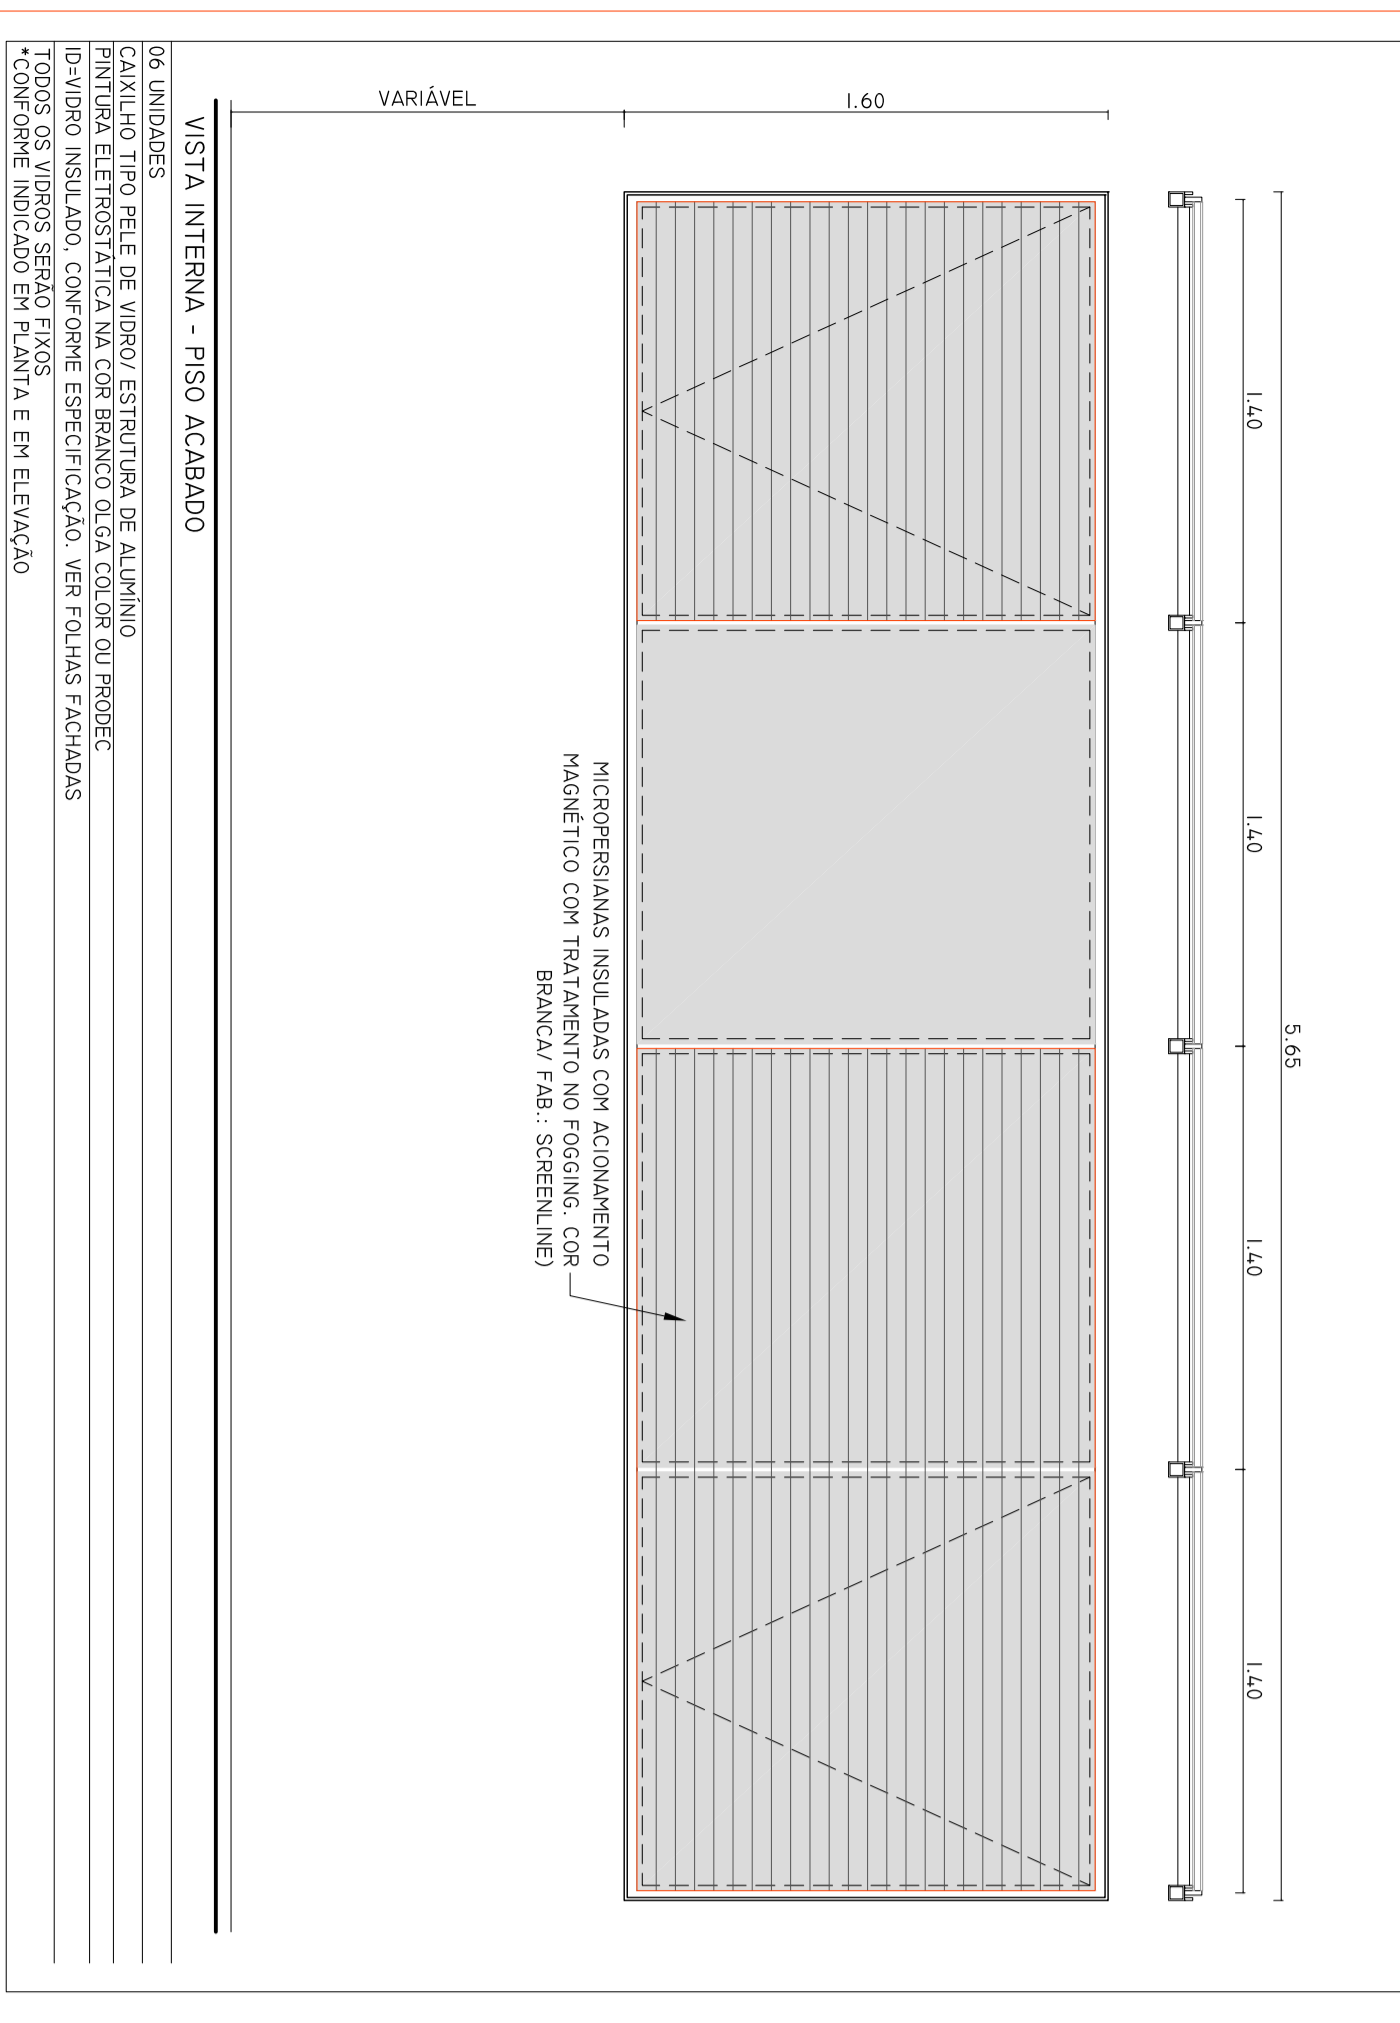 5.65
1.40
1.40
1.40
1.40
1.60
VARIÁVEL
MICROPERSIANAS INSULADAS COM ACIONAMENTO
MAGNÉTICO COM TRATAMENTO NO FOGGING. COR
BRANCA/ FAB.: SCREENLINE)
VISTA INTERNA - PISO ACABADO
06 UNIDADES
CAIXILHO TIPO PELE DE VIDRO/ ESTRUTURA DE ALUMÍNIO
PINTURA ELETROSTÁTICA NA COR BRANCO OLGA COLOR OU PRODEC
ID=VIDRO INSULADO, CONFORME ESPECIFICAÇÃO. VER FOLHAS FACHADAS
TODOS OS VIDROS SERÃO FIXOS
*CONFORME INDICADO EM PLANTA E EM ELEVAÇÃO